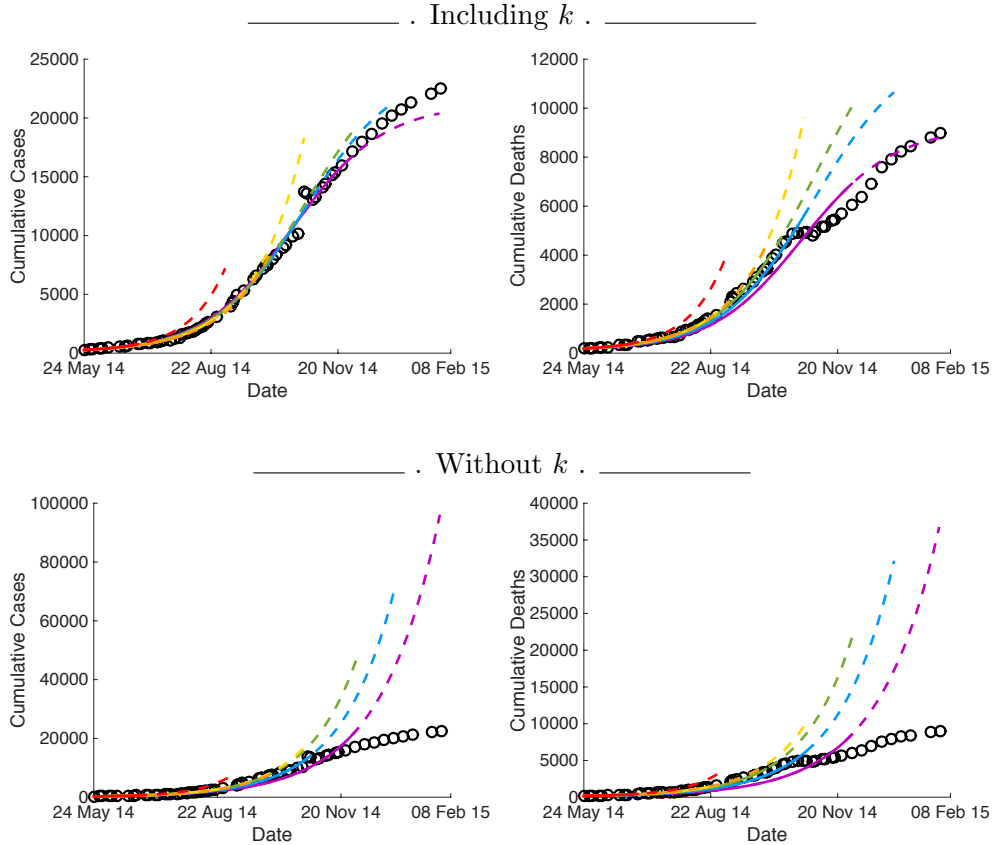 . Including k .
25000
20000
15000
10000
5000
0
Cumulative Cases
24 May 14 22 Aug 14 20 Nov 14 08 Feb 15
Date
12000
10000
8000
6000
4000
2000
0
Cumulative Deaths
24 May 14 22 Aug 14 20 Nov 14 08 Feb 15
Date
. Without k .
100000
80000
60000
40000
20000
0
Cumulative Cases
24 May 14 22 Aug 14 20 Nov 14 08 Feb 15
Date
40000
35000
30000
25000
20000
15000
10000
5000
0
Cumulative Deaths
24 May 14 22 Aug 14 20 Nov 14 08 Feb 15
Date